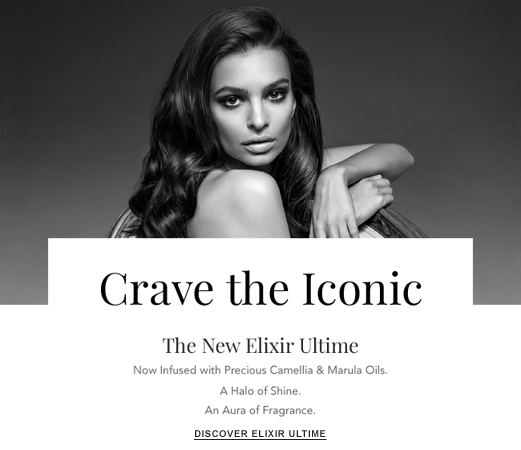 Crave the Iconic
The New Elixir Ultime
Now Infused with Precious Camellia & Marula Oils.
A Halo of Shine.
An Aura of Fragrance.
DISCOVER ELIXIR ULTIME